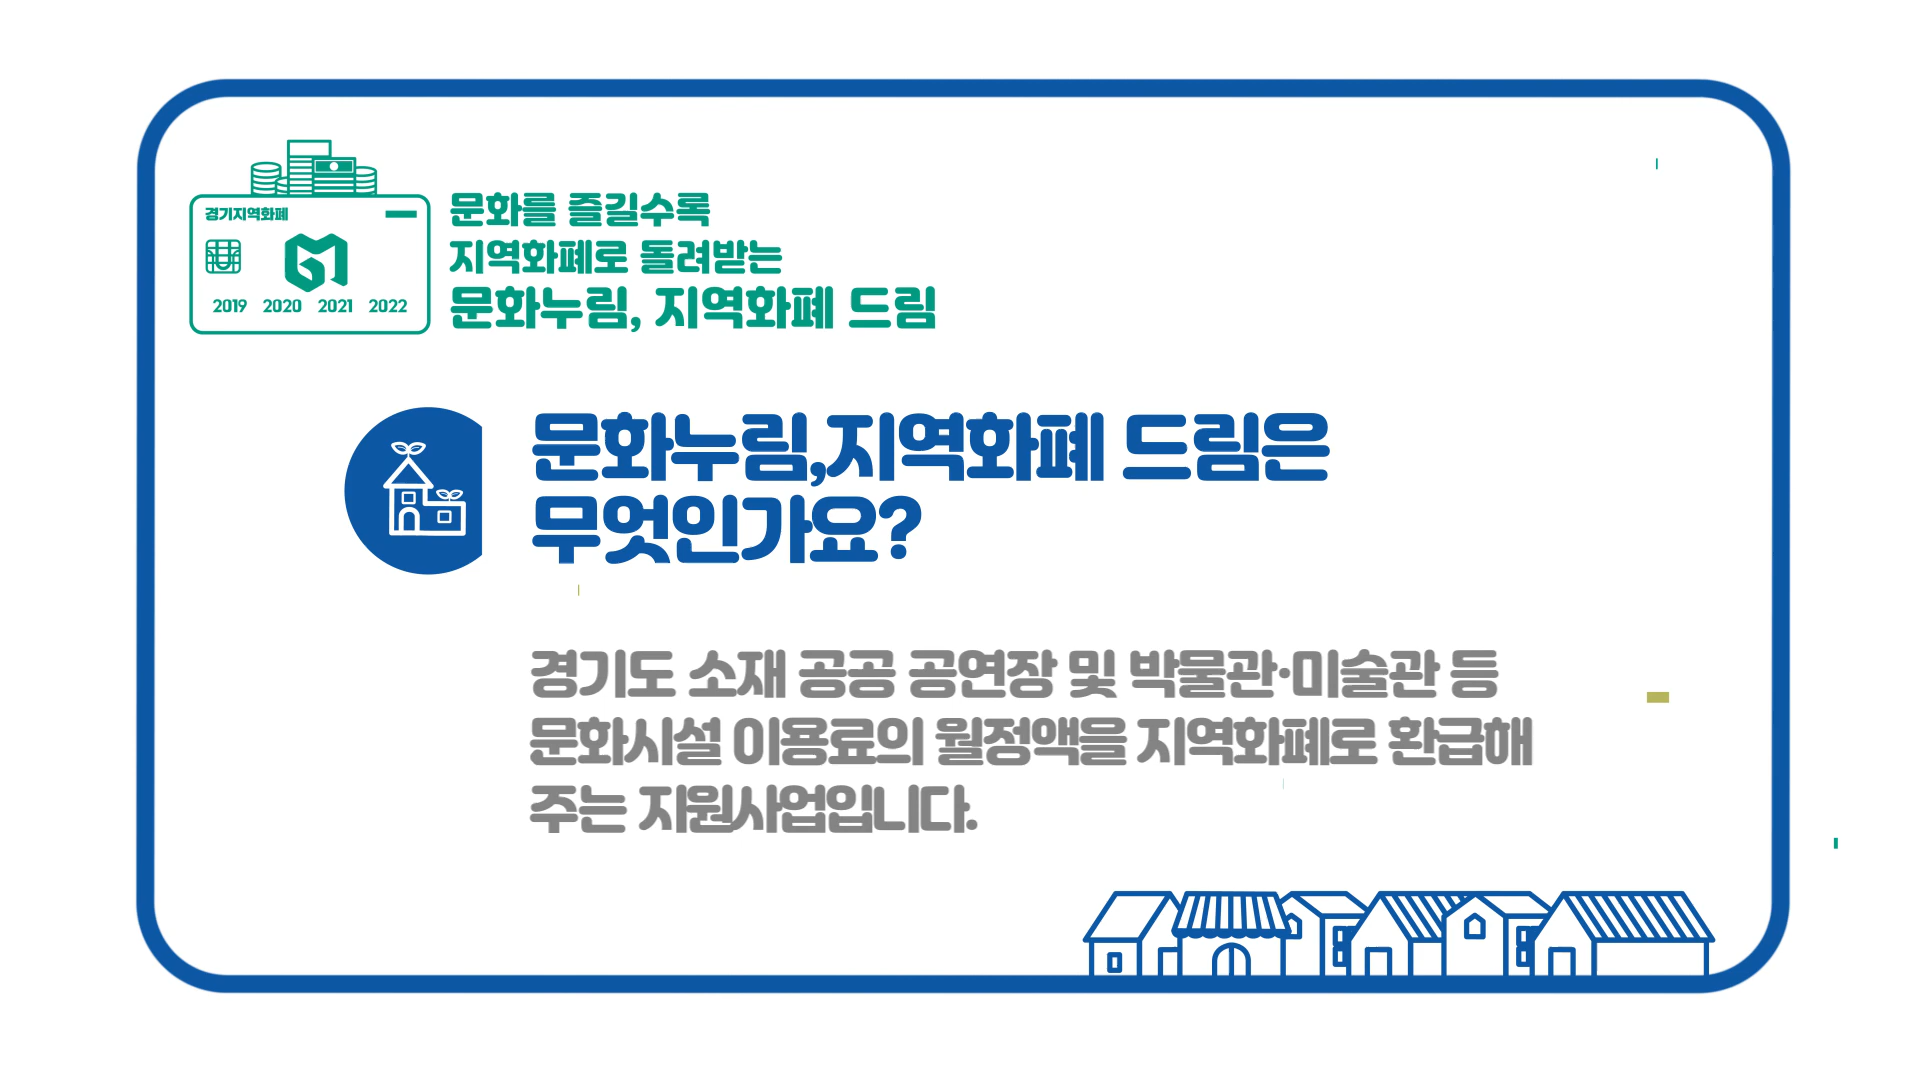 경기지역화폐
2019 2020 2021 2022
문화를 즐길수록
지역화폐로 돌려받는
문화누림, 지역화폐 드림
문화누림,지역화폐 드림은
무엇인가요?
경기도 소재 공공 공연장 및 박물관·미술관 등
문화시설 이용료의 월정액을 지역화폐로 환급해
주는 지원사업입니다.